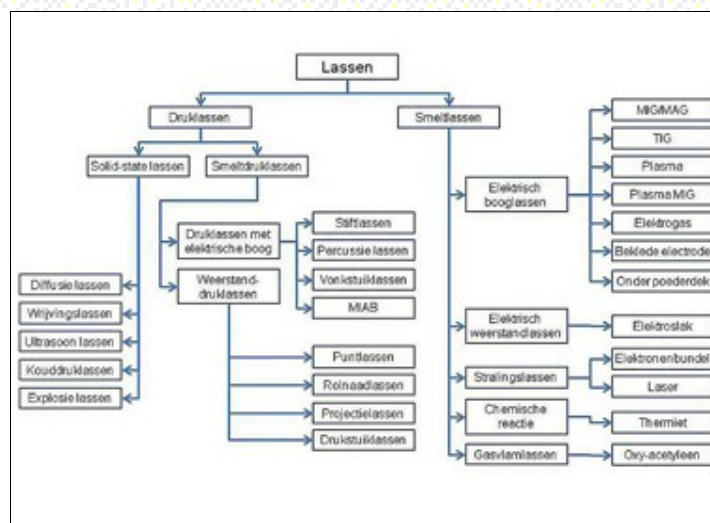 Lassen
Druklassen
Smeltlassen
Solid-state lassen
Smeltdruklassen
Druklassen met
elektrische boog
Weerstand-
druklassen
Diffusie lassen
Wrijvingslassen
Ultrasoon lassen
Kouddruklassen
Explosie lassen
Stiftlassen
Percussie lassen
Vonkstuiklassen
MIAB
Puntlassen
Rolnaadlassen
Projectielassen
Drukstuiklassen
Elektrisch
booglassen
MIG/MAG
TIG
Plasma
Plasma MIG
Elektrogas
Beklede electrode
Onder poederdek
Elektrisch
weerstandlassen
Elektroslak
Stralingslassen
Elektronenbundel
Laser
Chemische
reactie
Thermiet
Gasvlamlassen
Oxy-acetyleen